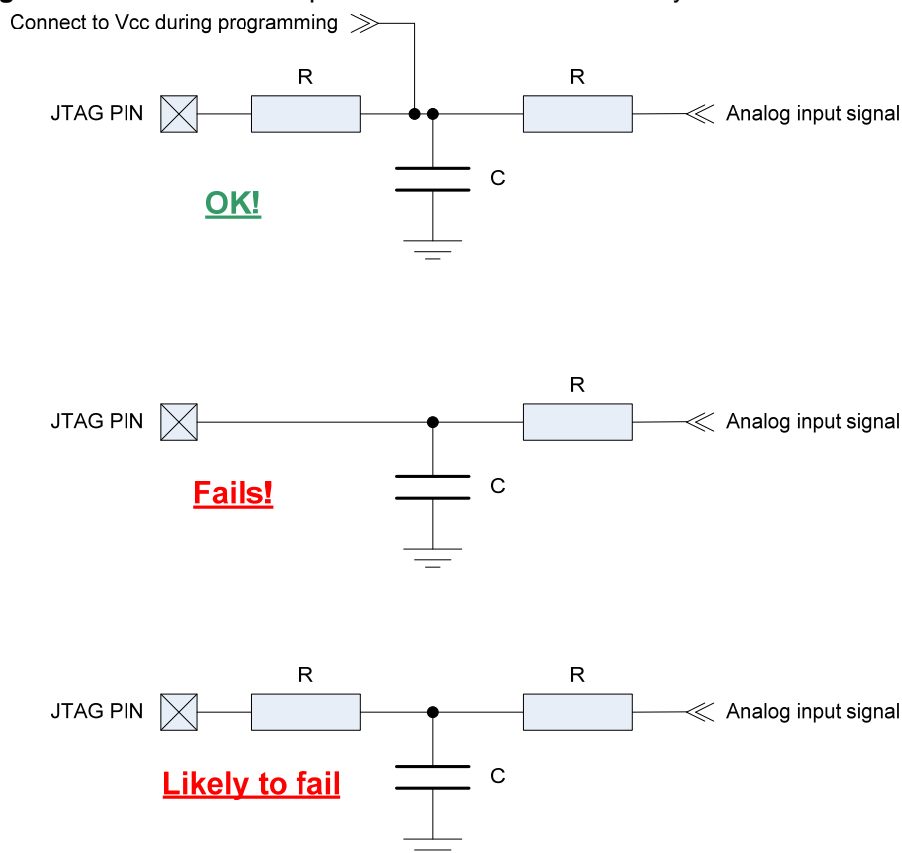 Connect to Vcc during programming
R
R
JTAG PIN
Analog input signal
C
OK!
R
JTAG PIN
Analog input signal
C
Fails!
R
R
JTAG PIN
Analog input signal
C
Likely to fail